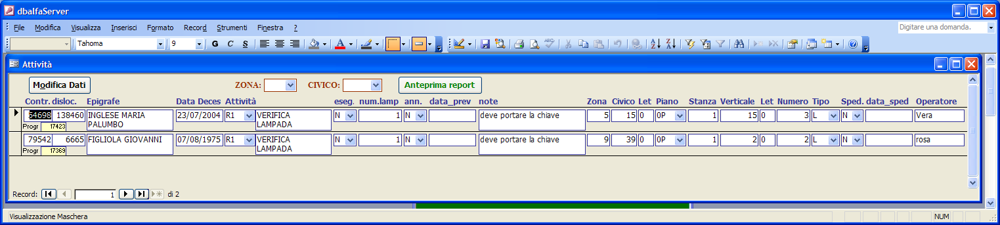 dbalfaServer
File Modifica Visualizza Inserisci Formato Record Strumenti Finestra ? Digitare una domanda.
Tahoma 9 G C S
Attività
Modifica Dati ZONA: CIVICO: Anteprima report
Contr. disloc. Epigrafe Data Deces Attività eseg. num.lamp ann. data_prev note Zona Civico Let Piano Stanza Verticale Let Numero Tipo Sped. data_sped Operatore
54698 138460 INGLESE MARIA 23/07/2004 R1 VERIFICA N 1 N deve portare la chiave 5 15 0 0P 1 15 0 3 L N Vera
Progr 17423 PALUMBO LAMPADA
79542 6665 FIGLIOLA GIOVANNI 07/08/1975 R1 VERIFICA N 1 N deve portare la chiave 9 39 0 0P 1 2 0 2 L N rosa
Progr 17369 LAMPADA
Record: 1 di 2
Visualizzazione Maschera NUM